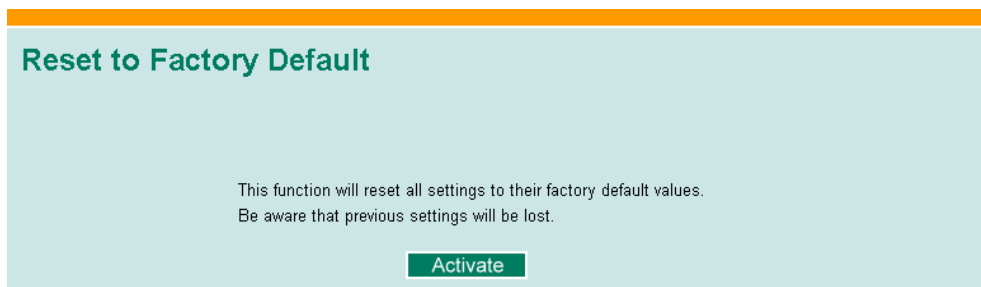 Reset to Factory Default
This function will reset all settings to their factory default values.
Be aware that previous settings will be lost.
Activate